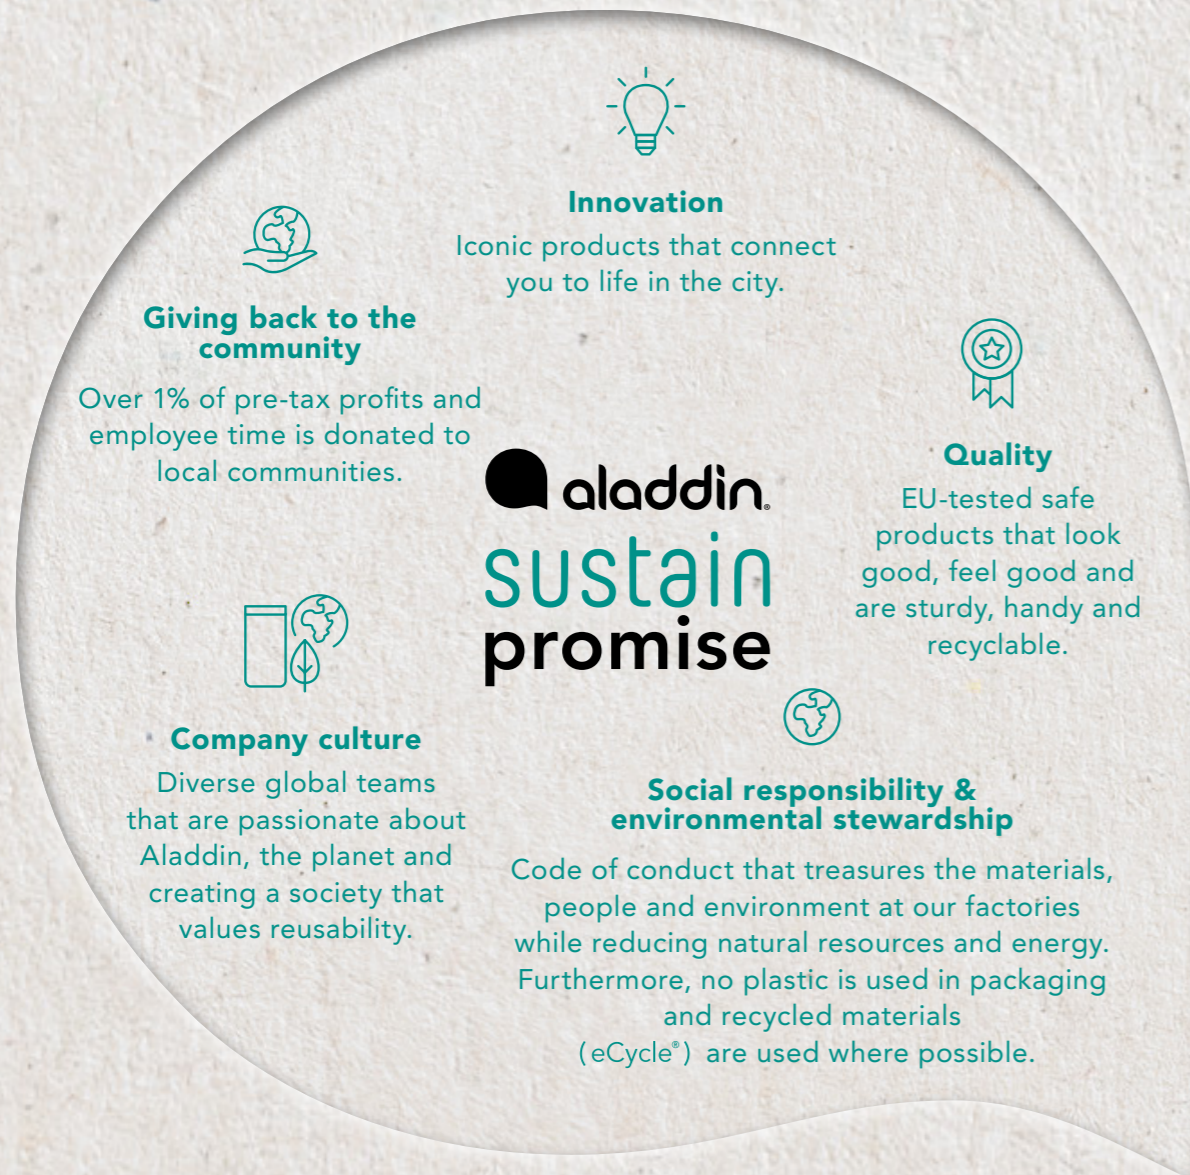 Innovation
Iconic products that connect
you to life in the city.
Giving back to the
community
Over 1% of pre-tax profits and
employee time is donated to
local communities.
Quality
EU-tested safe
products that look
good, feel good and
are sturdy, handy and
recyclable.
aladdin®
sustain
promise
Company culture
Diverse global teams
that are passionate about
Aladdin, the planet and
creating a society that
values reusability.
Social responsibility &
environmental stewardship
Code of conduct that treasures the materials,
people and environment at our factories
while reducing natural resources and energy.
Furthermore, no plastic is used in packaging
and recycled materials
(eCycle®) are used where possible.